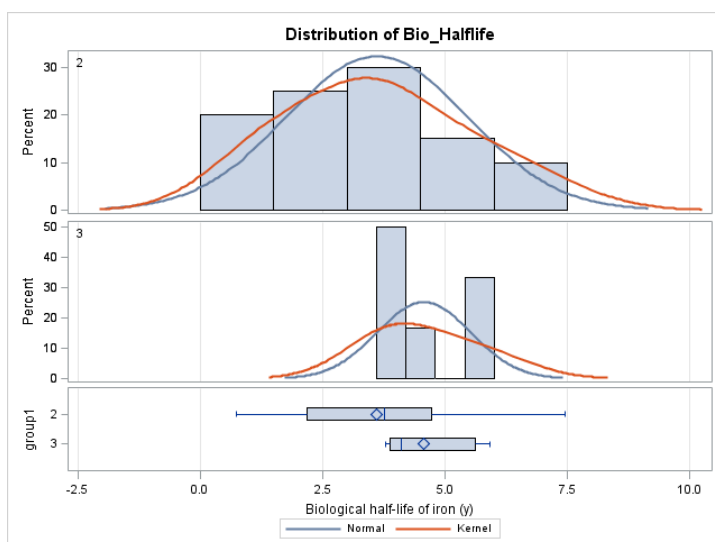 Distribution of Bio_Halflife
2
30
20
10
0
Percent
3
50
40
30
20
10
0
Percent
2
3
group1
-2.5 0.0 2.5 5.0 7.5 10.0
Biological half-life of iron (y)
Normal Kernel